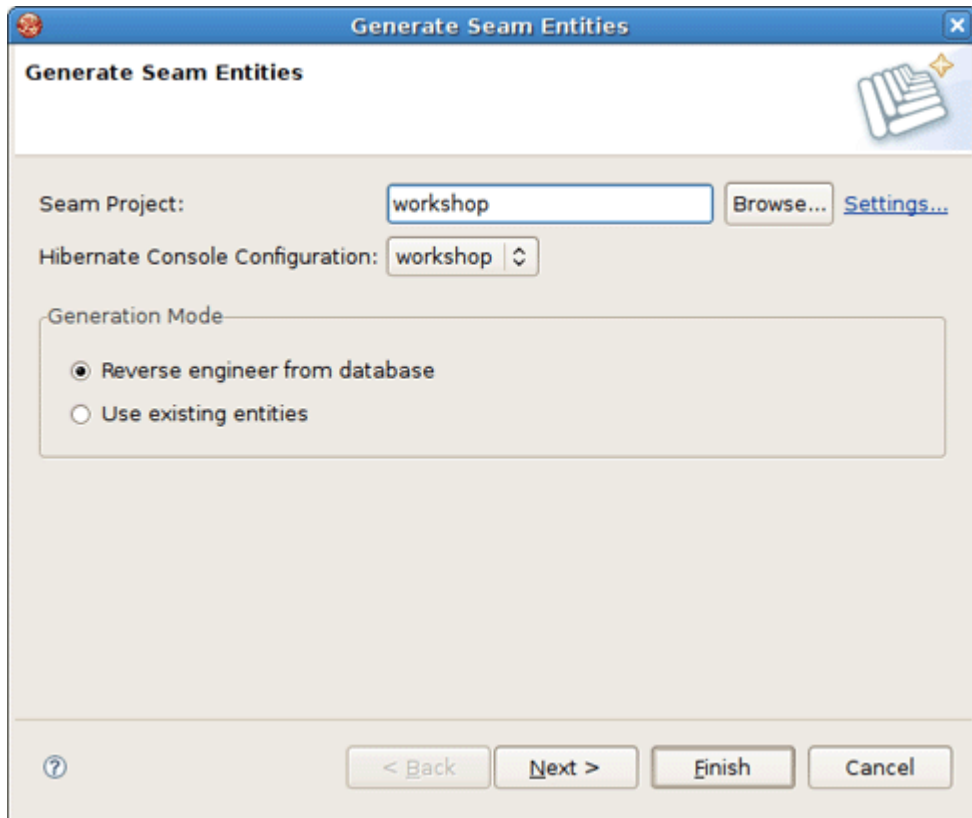 Generate Seam Entities
Generate Seam Entities
Seam Project: workshop Browse... Settings...
Hibernate Console Configuration: workshop
Generation Mode
Reverse engineer from database
Use existing entities
? < Back Next > Finish Cancel